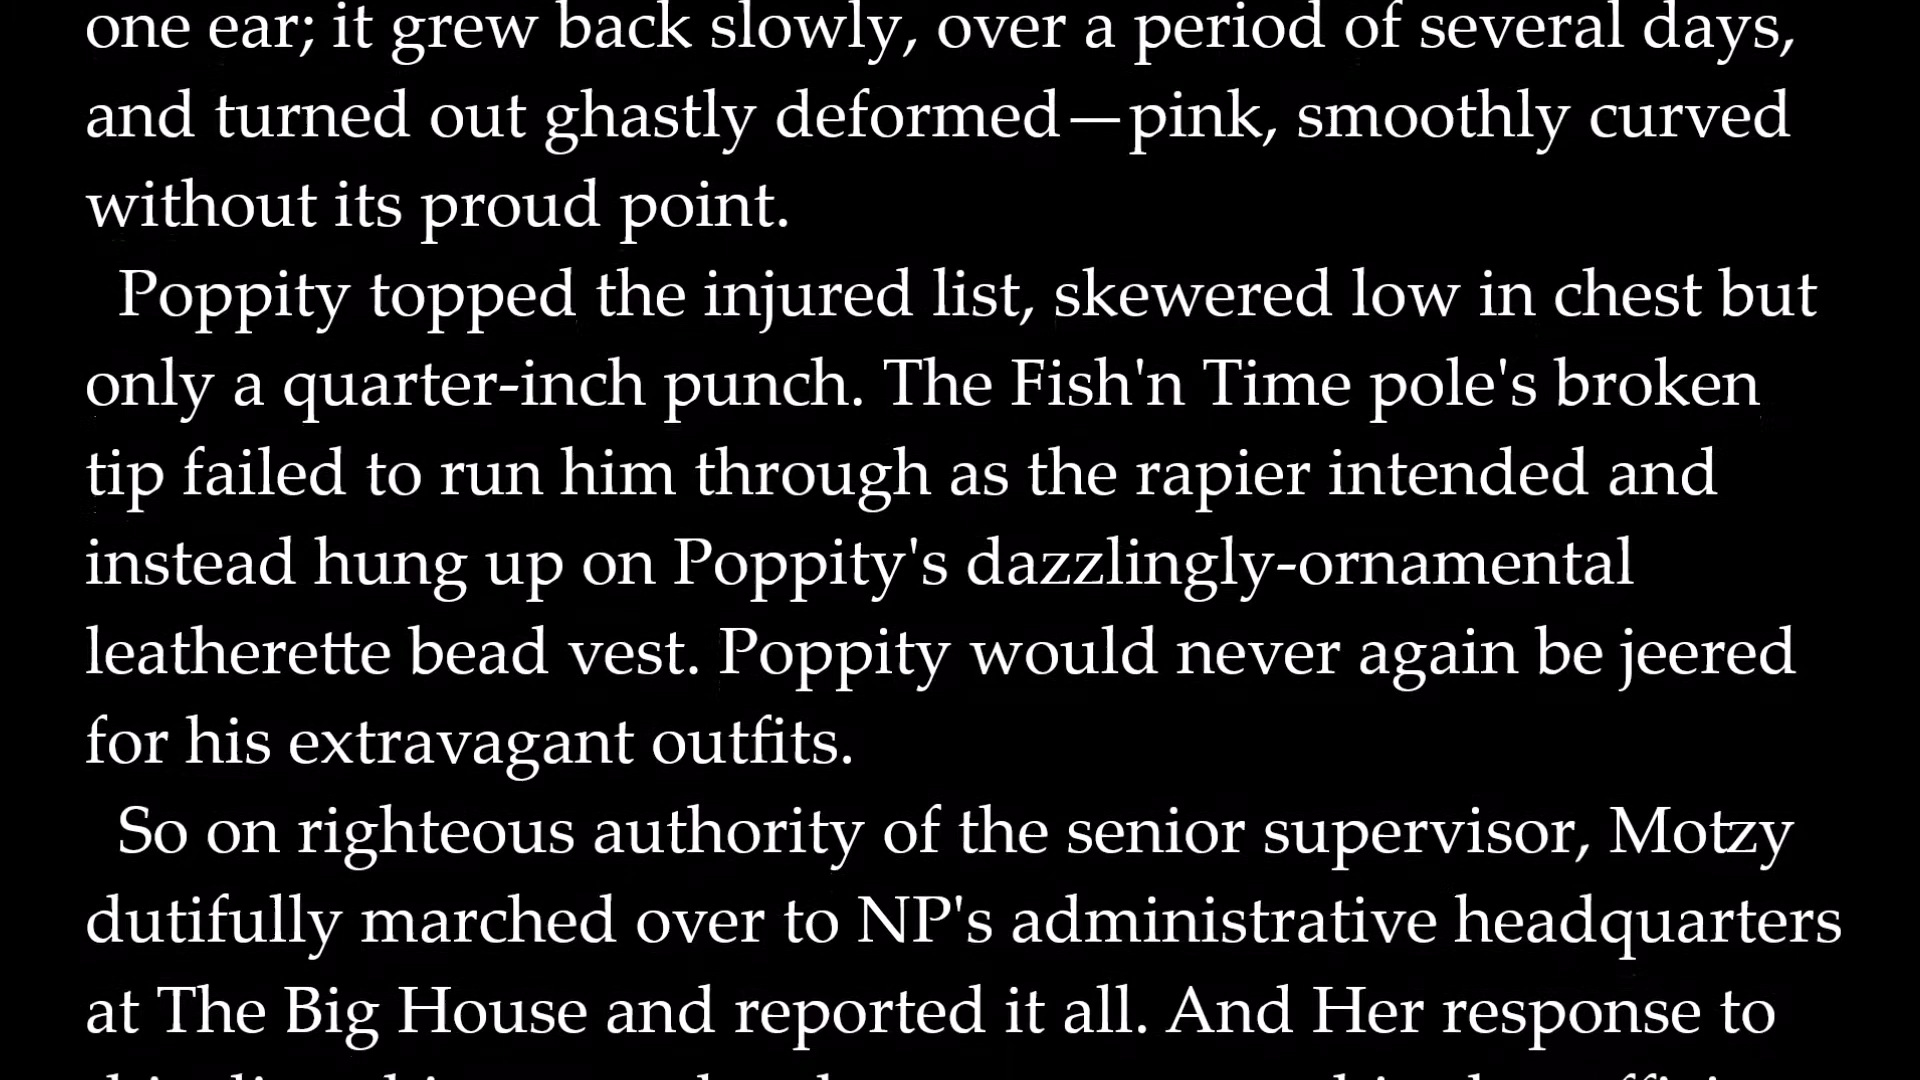 one ear; it grew back slowly, over a period of several days,
and turned out ghastly deformed—pink, smoothly curved
without its proud point.
Poppity topped the injured list, skewered low in chest but
only a quarter-inch punch. The Fish'n Time pole's broken
tip failed to run him through as the rapier intended and
instead hung up on Poppity's dazzlingly-ornamental
leatherette bead vest. Poppity would never again be jeered
for his extravagant outfits.
So on righteous authority of the senior supervisor, Motzy
dutifully marched over to NP's administrative headquarters
at The Big House and reported it all. And Her response to